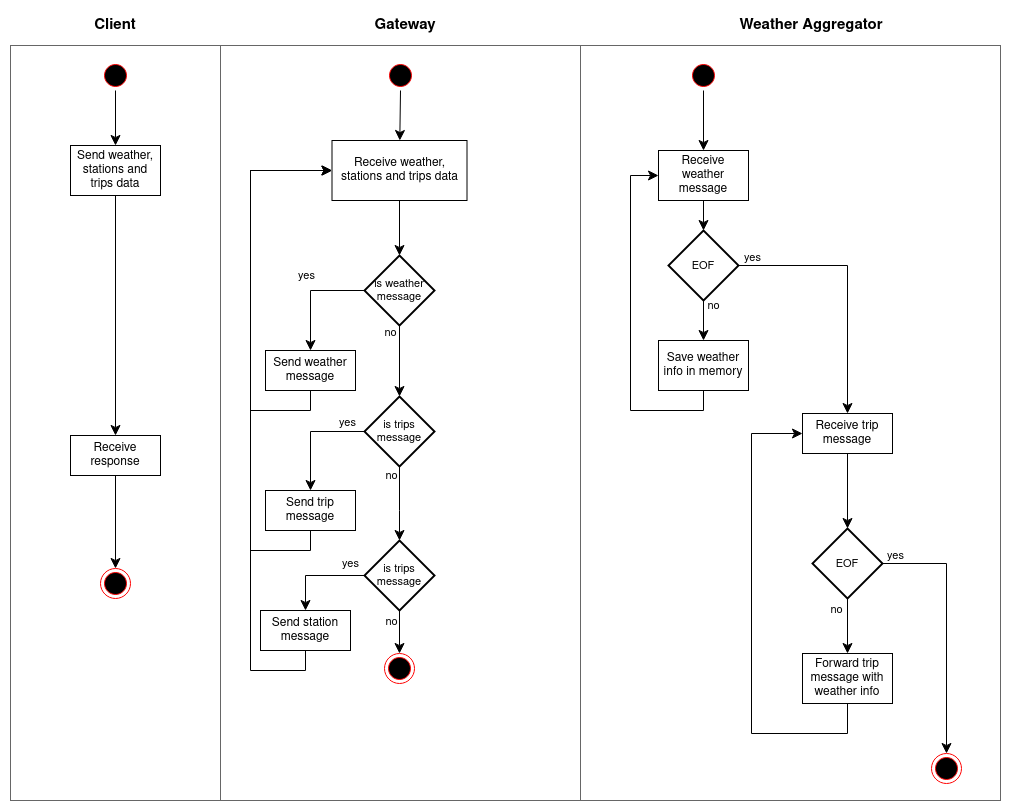 Client
Gateway
Weather Aggregator
Send weather,
stations and
trips data
Receive
response
Receive weather,
stations and trips data
is weather
message
yes
no
Send weather
message
is trips
message
yes
no
Send trip
message
is trips
message
yes
no
Send station
message
Receive
weather
message
EOF
yes
no
Save weather
info in memory
Receive trip
message
EOF
yes
no
Forward trip
message with
weather info